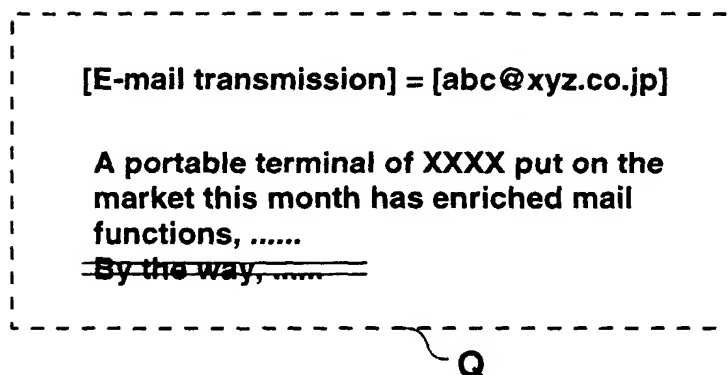 [E-mail transmission] = [abc@xyz.co.jp]
A portable terminal of XXXX put on the
market this month has enriched mail
functions, ......
By the way, ......
Q